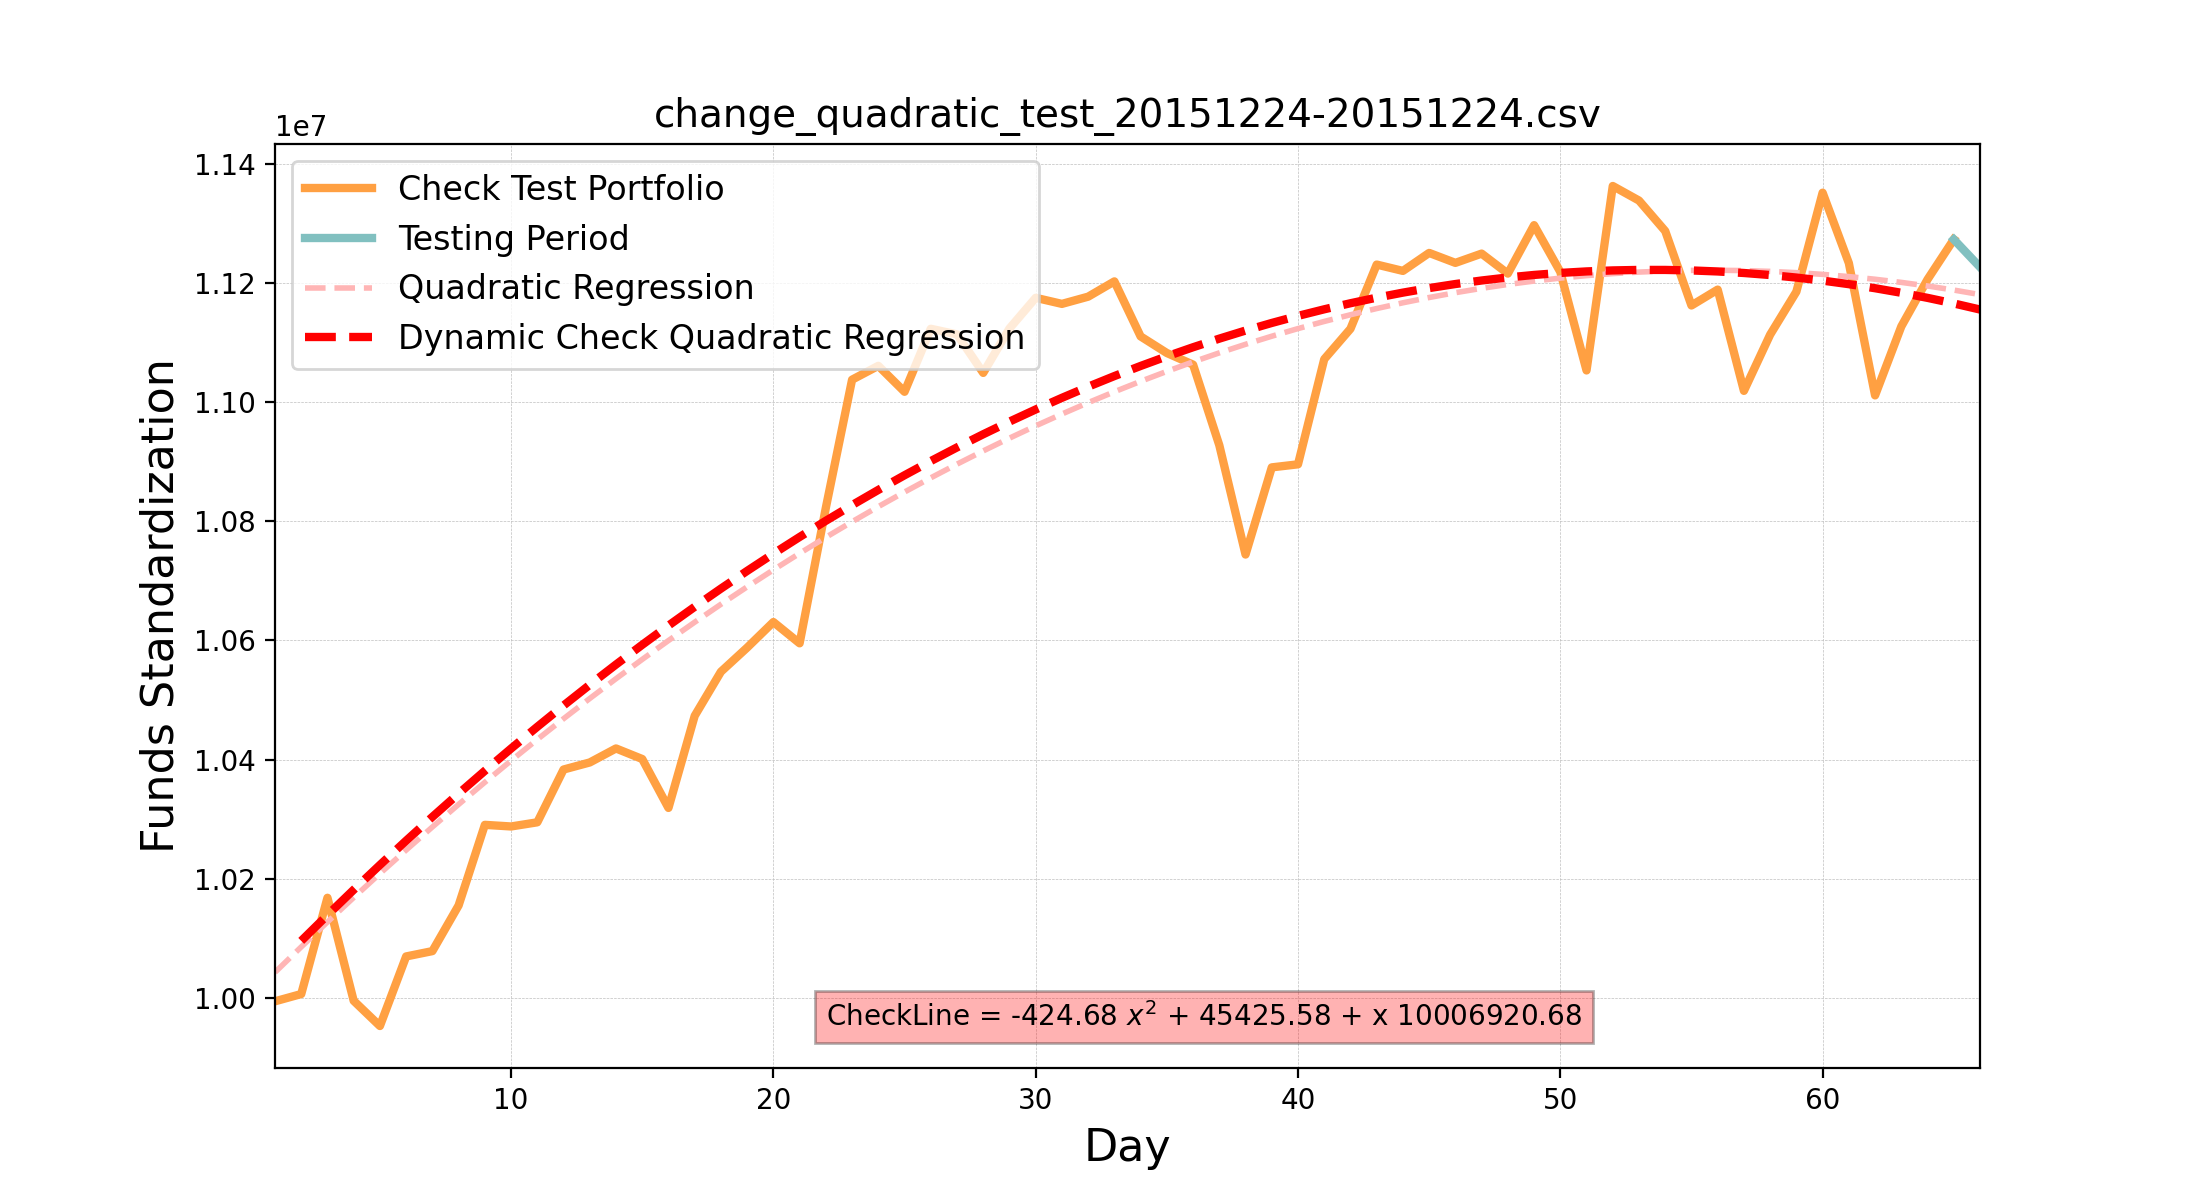 change_quadratic_test_20151224-20151224.csv
1e7
1.14
1.12
1.10
1.08
1.06
1.04
1.02
1.00
Funds Standardization
Check Test Portfolio
Testing Period
Quadratic Regression
Dynamic Check Quadratic Regression
CheckLine = -424.68 x² + 45425.58 + x 10006920.68
10 20 30 40 50 60
Day